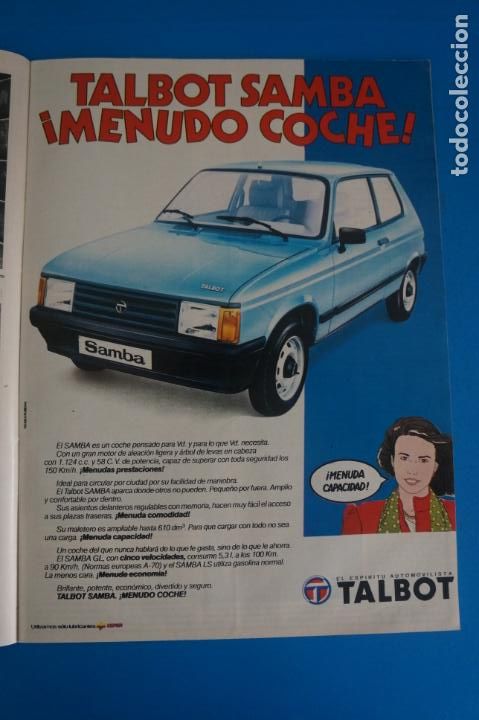 TALBOT SAMBA
¡MENUDO COCHE!
TALBOT
Samba
El SAMBA es un coche pensado para Vd. y para lo que Vd. necesita.
Con un gran motor de aleación ligera y árbol de levas en cabeza
con 1.124 c.c. y 58 C.V. de potencia, capaz de superar con toda seguridad los
150 Km/h. ¡Menudas prestaciones!
Ideal para circular por ciudad por su facilidad de maniobra.
El Talbot SAMBA aparca donde otros no pueden. Pequeño por fuera. Amplio
y confortable por dentro.
Sus asientos delanteros regulables con memoria, hacen muy fácil el acceso
a sus plazas traseras. ¡Menuda comodidad!
Su maletero es ampliable hasta 610 dm³. Para que cargar con todo no sea
una carga. ¡Menuda capacidad!
Un coche del que nunca hablará de lo que le gasta, sino de lo que le ahorra.
El SAMBA GL, con cinco velocidades, consume 5,3 l. a los 100 Km.
a 90 Km/h, (Normas europeas A-70) y el SAMBA LS utiliza gasolina normal.
La menos cara. ¡Menuda economía!
Brillante, potente, económico, divertido y seguro.
TALBOT SAMBA. ¡MENUDO COCHE!
¡MENUDA
CAPACIDAD!
EL ESPIRITU AUTOMOVILISTA
TALBOT
Utilizamos sólo lubricantes
todocoleccion
todocoleccion